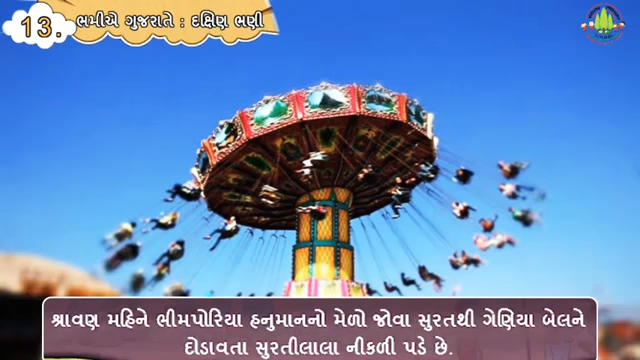 13.
ભમીએ ગુજરાતે : દક્ષિણ ભણી
શ્રાવણ મહિને ભીમપોરિયા હનુમાનનો મેળો જોવા સુરતથી ગેણિયા બેલને
દોડાવતા સુરતીલાલા નીકળી પડે છે.